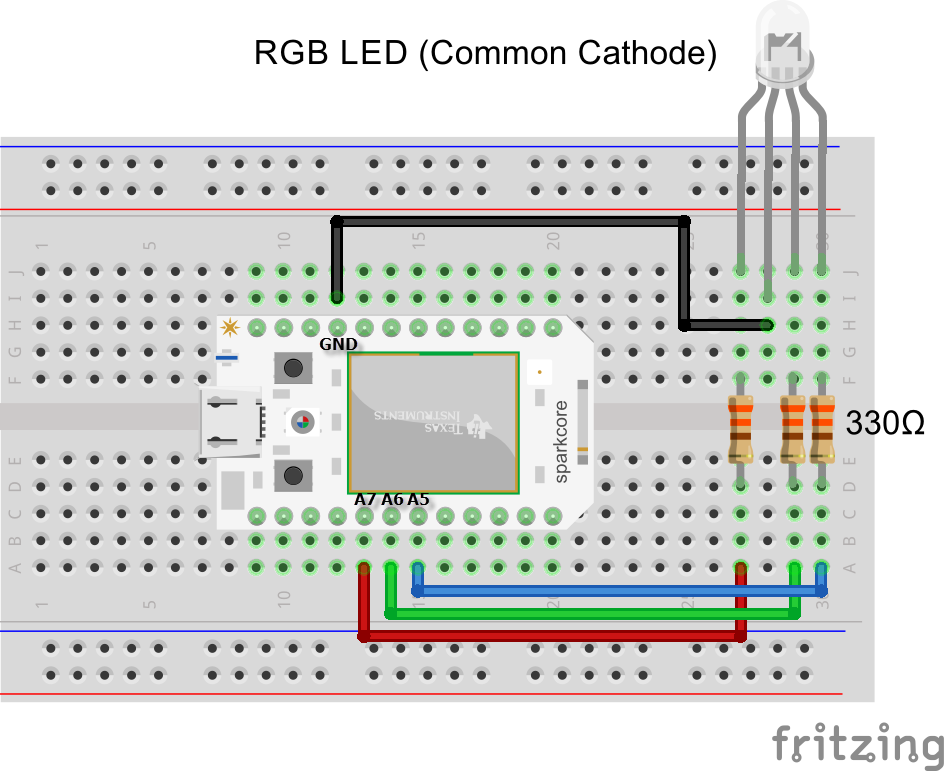 RGB LED (Common Cathode)
1 5 10 15 20 25 30
J J
I I
H H
G G
F F
GND
TEXAS
INSTRUMENTS
sparkcore
330Ω
A7 A6 A5
E E
D D
C C
B B
A A
1 5 10 20 25 30
fritzing